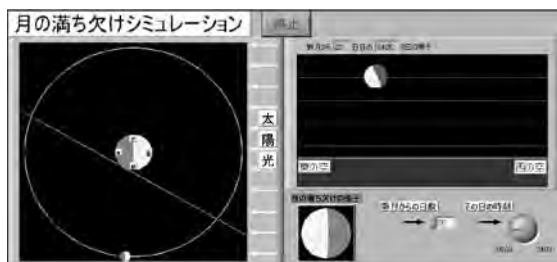 月の満ち欠けシミュレーション
停止
太
陽
光
東の空
西の空
月の満ち欠けの様子
新月からの日数
その日の時刻